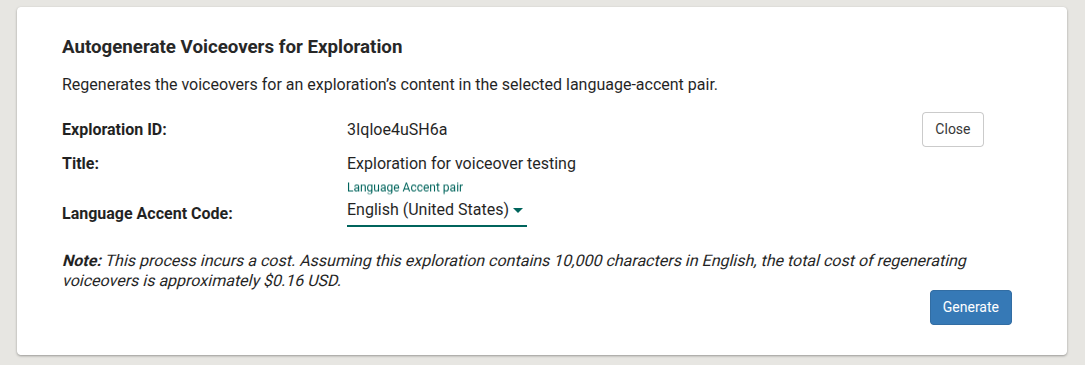 Autogenerate Voiceovers for Exploration
Regenerates the voiceovers for an exploration's content in the selected language-accent pair.
Exploration ID: 3Iqloe4uSH6a
Close
Title: Exploration for voiceover testing
Language Accent pair
Language Accent Code: English (United States)
Note: This process incurs a cost. Assuming this exploration contains 10,000 characters in English, the total cost of regenerating
voiceovers is approximately $0.16 USD.
Generate